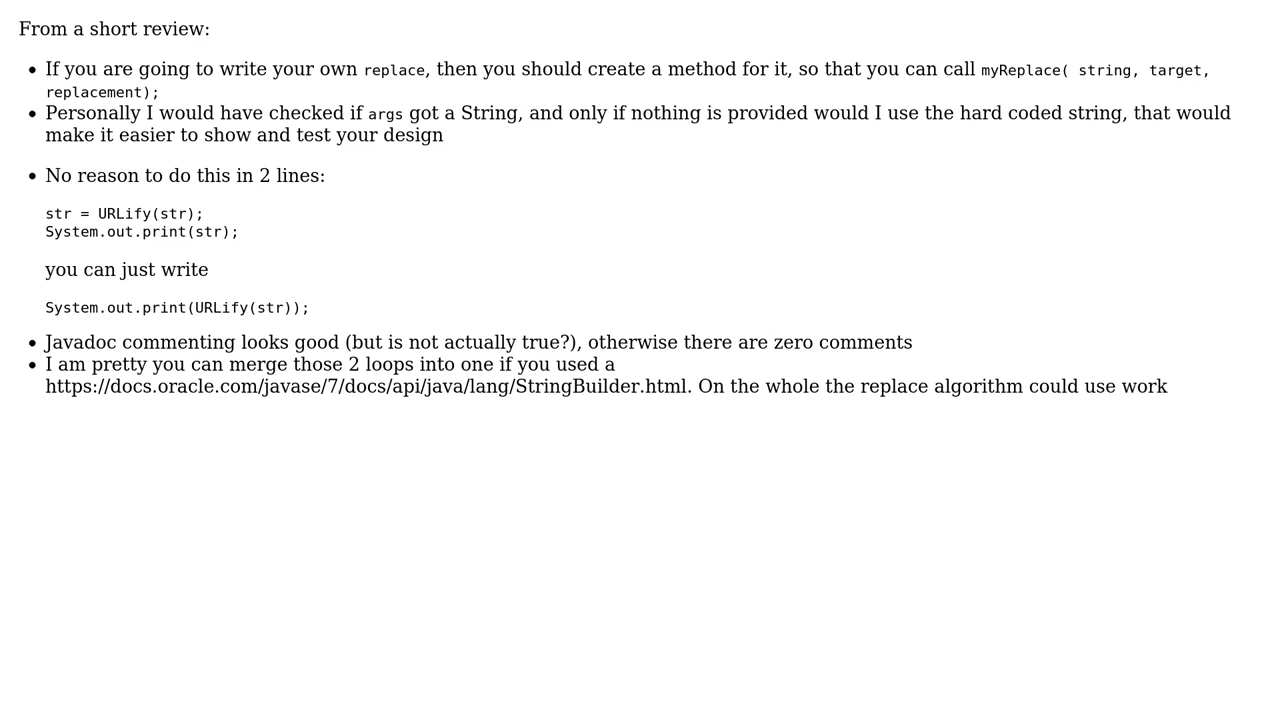 From a short review:
If you are going to write your own replace, then you should create a method for it, so that you can call myReplace( string, target,
replacement);
Personally I would have checked if args got a String, and only if nothing is provided would I use the hard coded string, that would
make it easier to show and test your design
No reason to do this in 2 lines:
str = URLify(str);
System.out.print(str);
you can just write
System.out.print(URLify(str));
Javadoc commenting looks good (but is not actually true?), otherwise there are zero comments
I am pretty you can merge those 2 loops into one if you used a
https://docs.oracle.com/javase/7/docs/api/java/lang/StringBuilder.html. On the whole the replace algorithm could use work